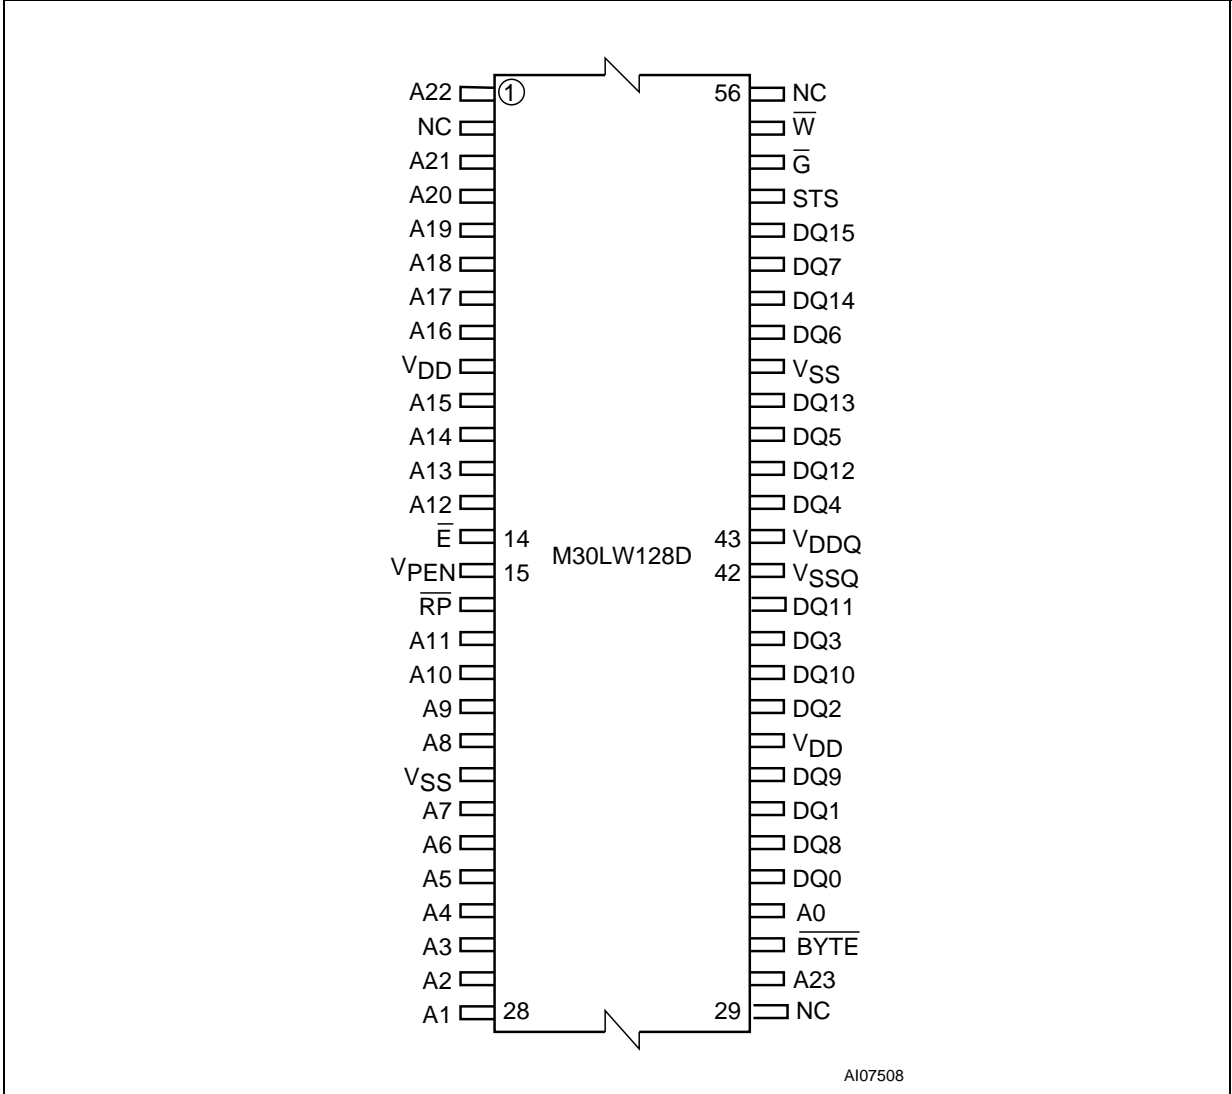 A22 1 56 NC
NC W̅
A21 G̅
A20 STS
A19 DQ15
A18 DQ7
A17 DQ14
A16 DQ6
VDD VSS
A15 DQ13
A14 DQ5
A13 DQ12
A12 DQ4
E̅ 14 43 VDDQ
M30LW128D
VPEN 15 42 VSSQ
R̅P̅ DQ11
A11 DQ3
A10 DQ10
A9 DQ2
A8 VDD
VSS DQ9
A7 DQ1
A6 DQ8
A5 DQ0
A4 A0
A3 B̅Y̅T̅E̅
A2 A23
A1 28 29 NC
AI07508